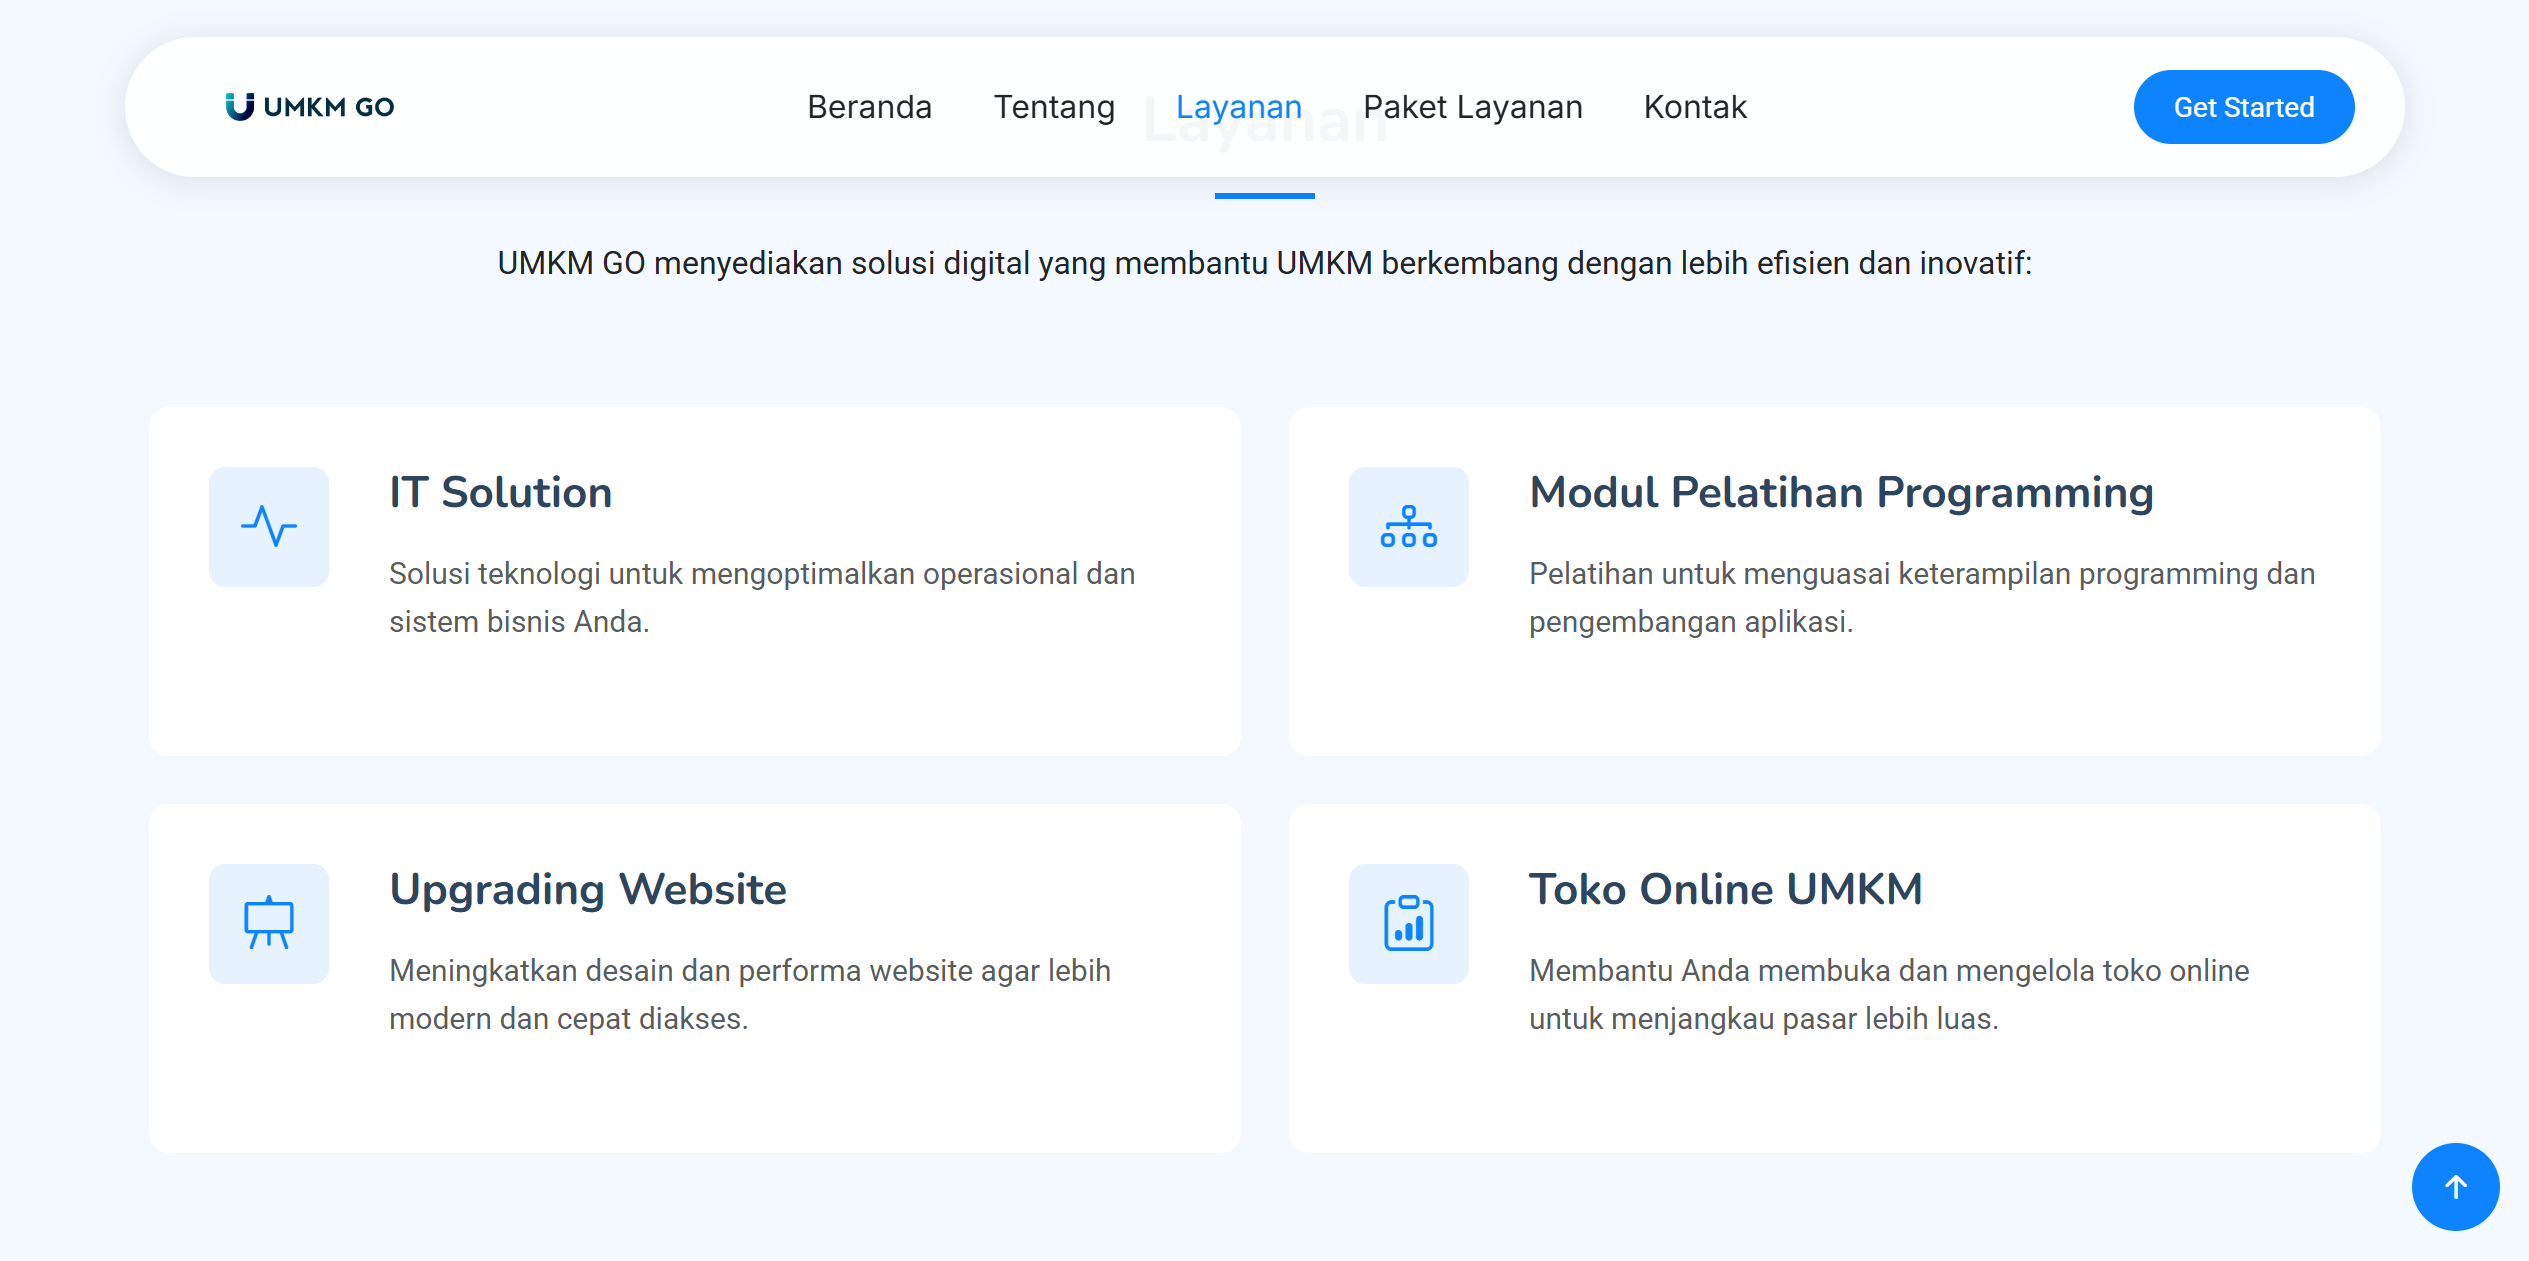 UMKM GO
Beranda
Tentang
Layanan
Paket Layanan
Kontak
Get Started
Layanan
UMKM GO menyediakan solusi digital yang membantu UMKM berkembang dengan lebih efisien dan inovatif:
IT Solution
Solusi teknologi untuk mengoptimalkan operasional dan
sistem bisnis Anda.
Modul Pelatihan Programming
Pelatihan untuk menguasai keterampilan programming dan
pengembangan aplikasi.
Upgrading Website
Meningkatkan desain dan performa website agar lebih
modern dan cepat diakses.
Toko Online UMKM
Membantu Anda membuka dan mengelola toko online
untuk menjangkau pasar lebih luas.